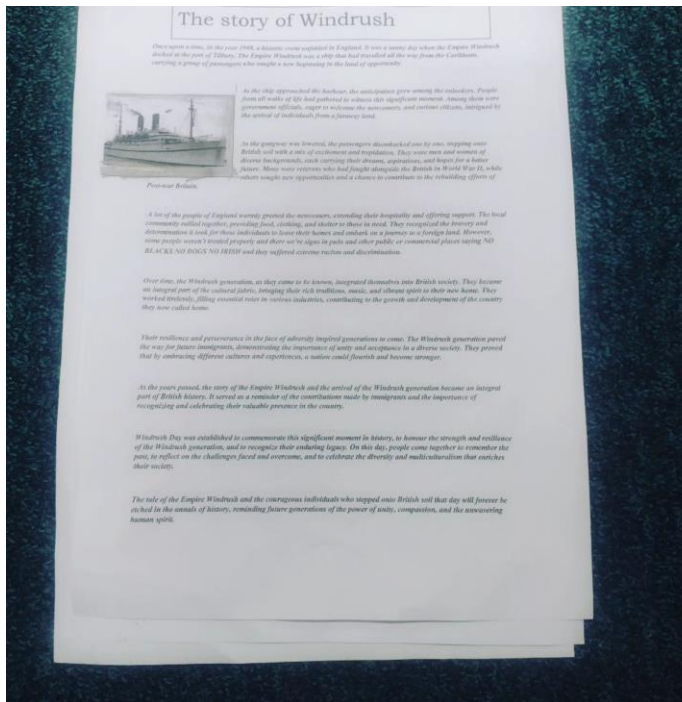 The story of Windrush
Once upon a time, in the year 1948, a historic event unfolded in England. It was a sunny day when the Empire Windrush
docked at the port of Tilbury. The Empire Windrush was a ship that had travelled all the way from the Caribbean,
carrying a group of passengers who sought a new beginning in the land of opportunity.
As the ship approached the harbour, the anticipation grew among the onlookers. People
from all walks of life had gathered to witness this significant moment. Among them were
government officials, eager to welcome the newcomers, and curious citizens, intrigued by
the arrival of individuals from a faraway land.
As the gangway was lowered, the passengers disembarked one by one, stepping onto
British soil with a mix of excitement and trepidation. They were men and women of
diverse backgrounds, each carrying their dreams, aspirations, and hopes for a better
future. Many were veterans who had fought alongside the British in World War II, while
others sought new opportunities and a chance to contribute to the rebuilding efforts of
Post-war Britain.
A lot of the people of England warmly greeted the newcomers, extending their hospitality and offering support. The local
community rallied together, providing food, clothing, and shelter to those in need. They recognized the bravery and
determination it took for these individuals to leave their homes and embark on a journey to a foreign land. However,
some people weren't treated properly and there we're signs in pubs and other public or commercial places saying NO
BLACKS NO DOGS NO IRISH and they suffered extreme racism and discrimination.
Over time, the Windrush generation, as they came to be known, integrated themselves into British society. They became
an integral part of the cultural fabric, bringing their rich traditions, music, and vibrant spirit to their new home. They
worked tirelessly, filling essential roles in various industries, contributing to the growth and development of the country
they now called home.
Their resilience and perseverance in the face of adversity inspired generations to come. The Windrush generation paved
the way for future immigrants, demonstrating the importance of unity and acceptance in a diverse society. They proved
that by embracing different cultures and experiences, a nation could flourish and become stronger.
As the years passed, the story of the Empire Windrush and the arrival of the Windrush generation became an integral
part of British history. It served as a reminder of the contributions made by immigrants and the importance of
recognizing and celebrating their valuable presence in the country.
Windrush Day was established to commemorate this significant moment in history, to honour the strength and resilience
of the Windrush generation, and to recognize their enduring legacy. On this day, people come together to remember the
past, to reflect on the challenges faced and overcome, and to celebrate the diversity and multiculturalism that enriches
their society.
The tale of the Empire Windrush and the courageous individuals who stepped onto British soil that day will forever be
etched in the annals of history, reminding future generations of the power of unity, compassion, and the unwavering
human spirit.